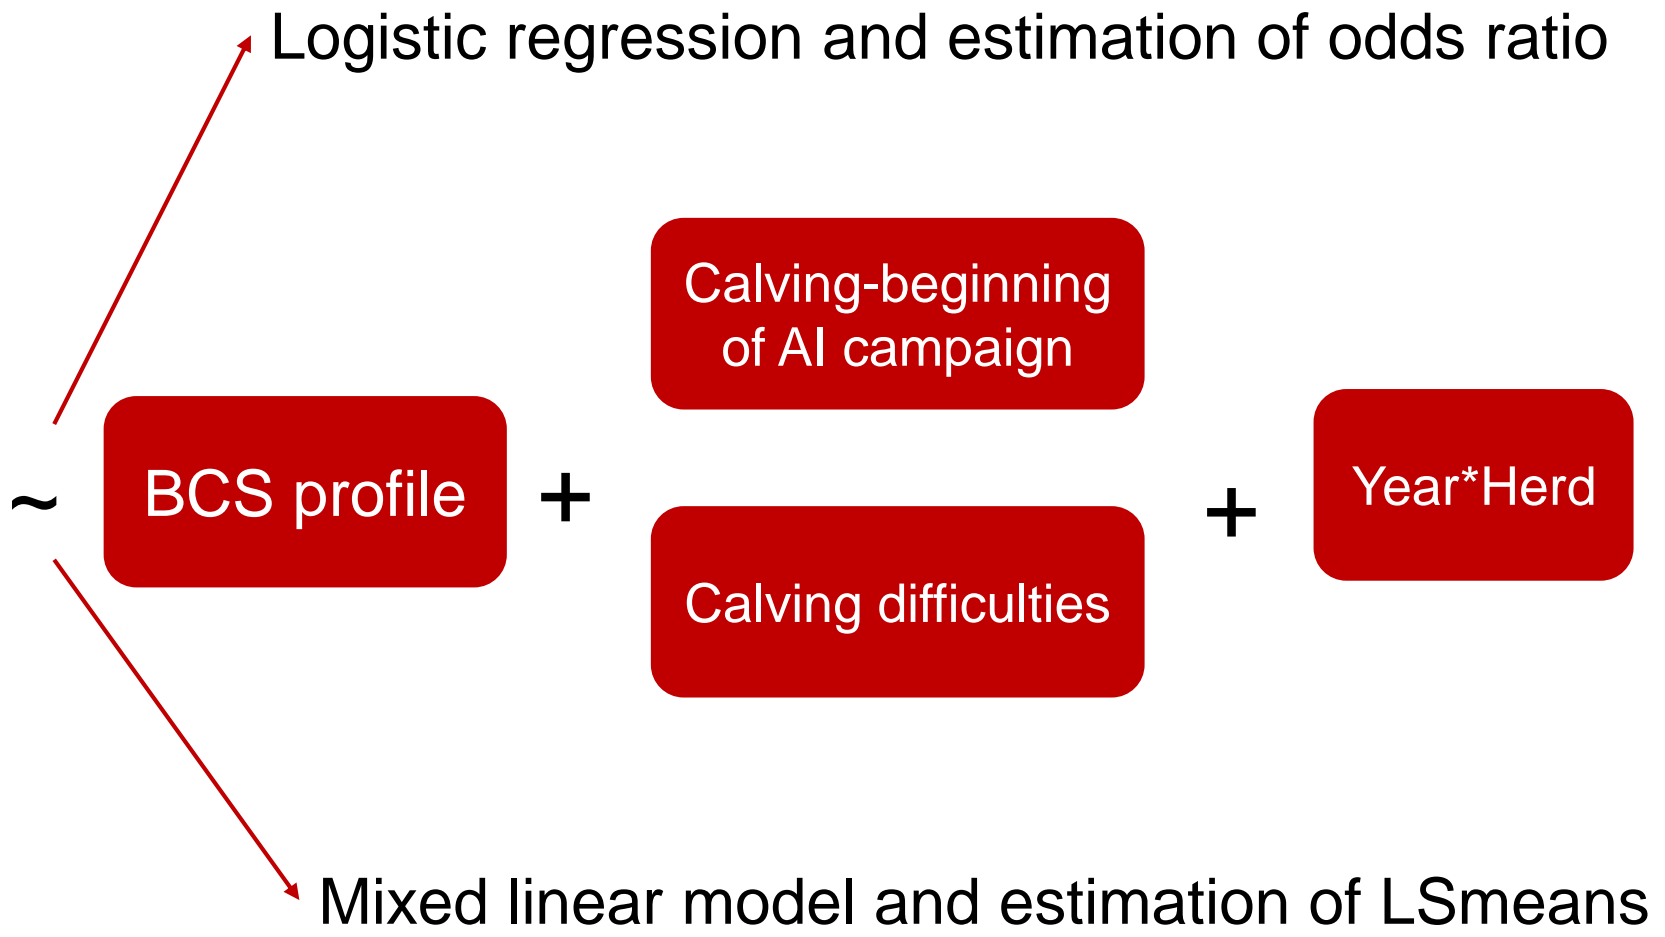 Logistic regression and estimation of odds ratio
Calving-beginning
of AI campaign
~
BCS profile
+
Calving difficulties
+
Year*Herd
Mixed linear model and estimation of LSmeans